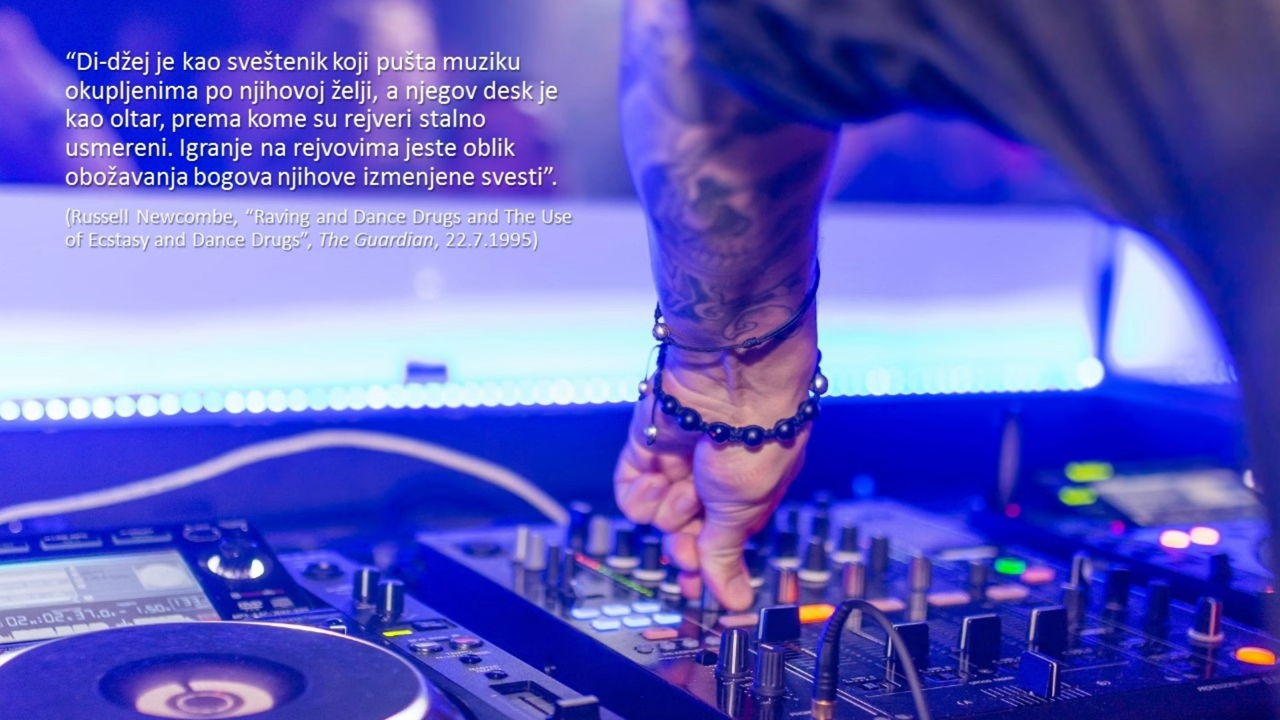 “Di-džej je kao sveštenik koji pušta muziku
okupljenima po njihovoj želji, a njegov desk je
kao oltar, prema kome su rejveri stalno
usmereni. Igranje na rejvovima jeste oblik
obožavanja bogova njihove izmenjene svesti”.
(Russell Newcombe, “Raving and Dance Drugs and The Use
of Ecstasy and Dance Drugs”, The Guardian, 22.7.1995)